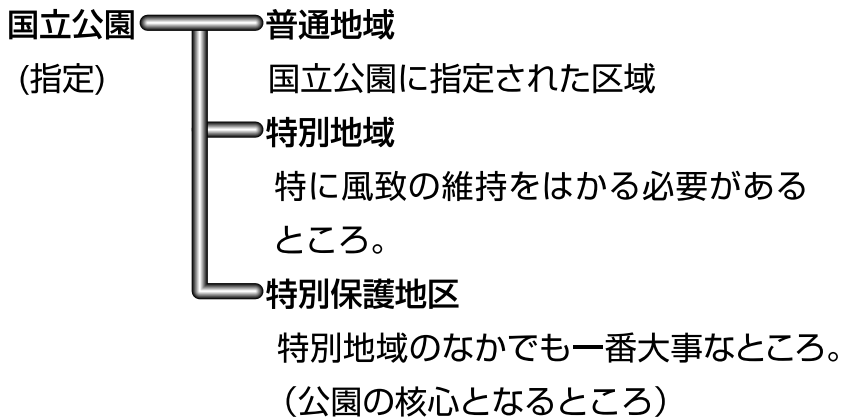 国立公園 普通地域
(指定) 国立公園に指定された区域
特別地域
特に風致の維持をはかる必要がある
ところ。
特別保護地区
特別地域のなかでも一番大事なところ。
（公園の核心となるところ）